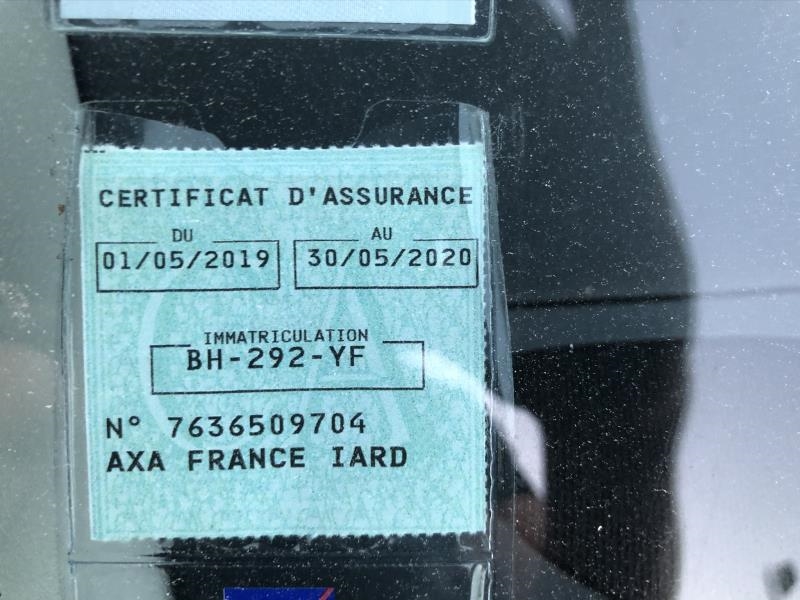 CERTIFICAT D'ASSURANCE
DU AU
01/05/2019 30/05/2020
IMMATRICULATION
BH-292-YF
N° 7636509704
AXA FRANCE IARD